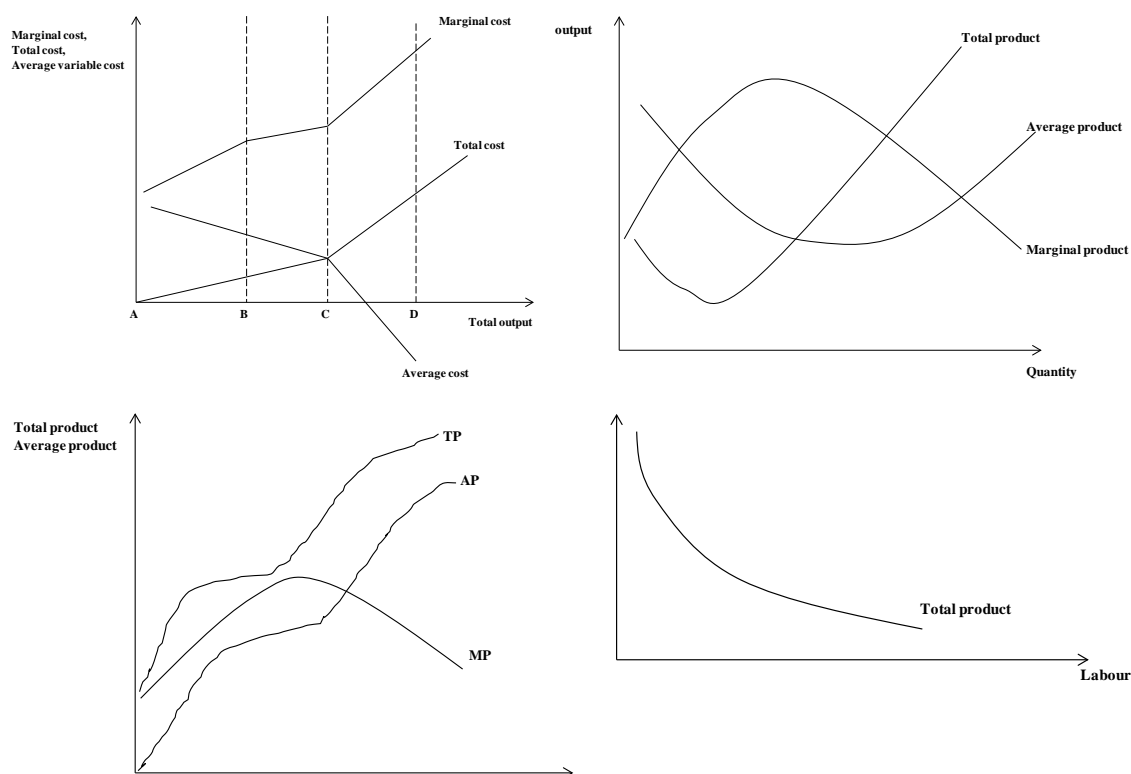 Marginal cost,
Total cost,
Average variable cost
Marginal cost
Total cost
A
B
C
D
Total output
Average cost
output
Total product
Average product
Marginal product
Quantity
Total product
Average product
TP
AP
MP
Total product
Labour